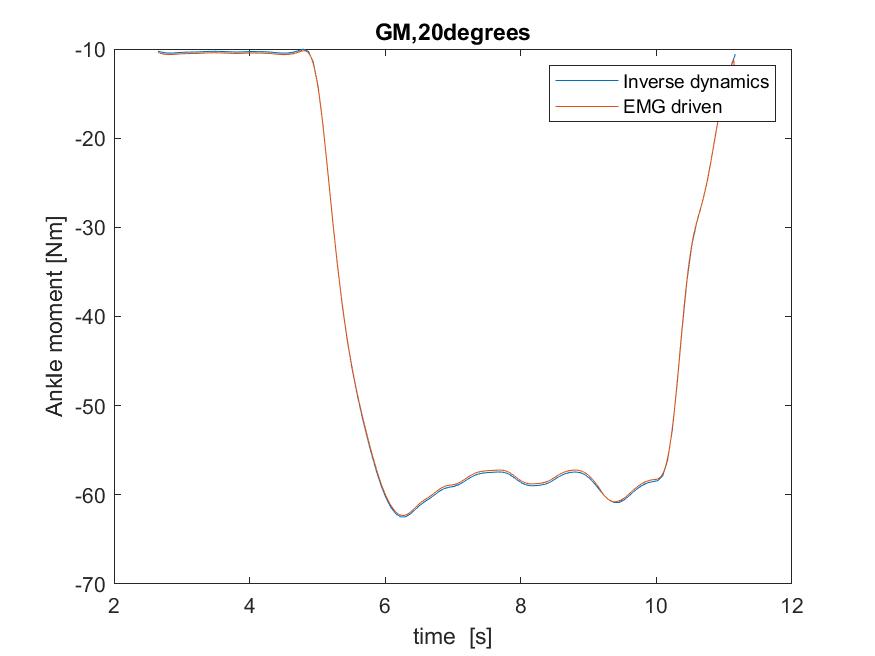 GM,20degrees
Inverse dynamics
EMG driven
Ankle moment [Nm]
-10
-20
-30
-40
-50
-60
-70
2 4 6 8 10 12
time [s]